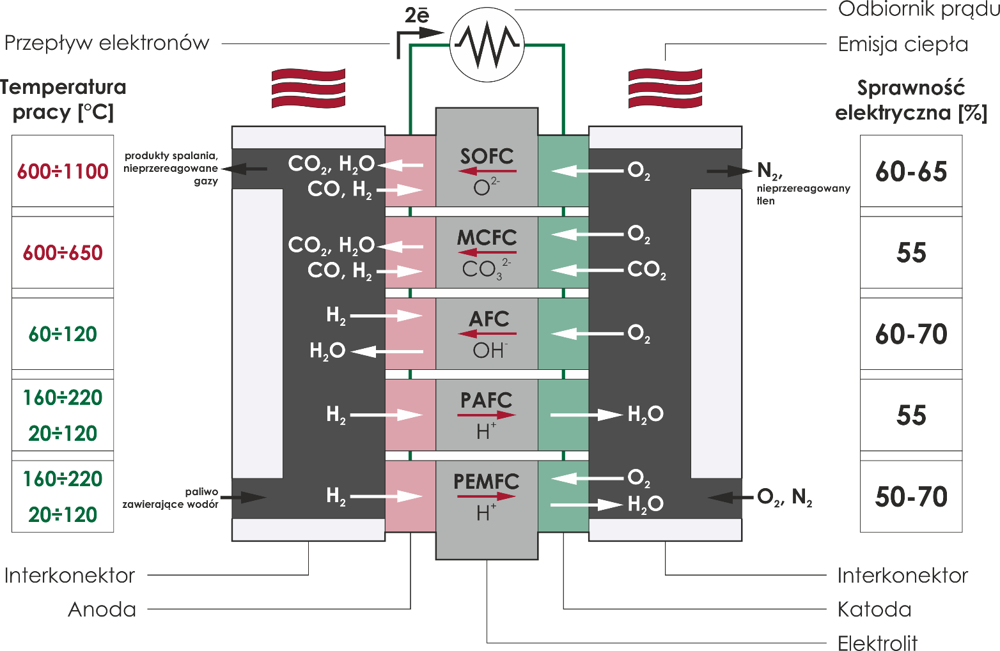 2ē
Odbiornik prądu
Przepływ elektronów
Emisja ciepła
Temperatura
pracy [°C]
Sprawność
elektryczna [%]
600÷1100
produkty spalania,
nieprzereagowane
gazy
CO₂, H₂O
CO, H₂
SOFC
O²⁻
O₂
N₂,
nieprzereagowany
tlen
60-65
600÷650
CO₂, H₂O
CO, H₂
MCFC
CO₃²⁻
O₂
CO₂
55
60÷120
H₂
H₂O
AFC
OH⁻
O₂
60-70
160÷220
20÷120
H₂
PAFC
H⁺
H₂O
55
160÷220
20÷120
paliwo
zawierające wodór
H₂
PEMFC
H⁺
O₂
H₂O
O₂, N₂
50-70
Interkonektor
Interkonektor
Anoda
Katoda
Elektrolit